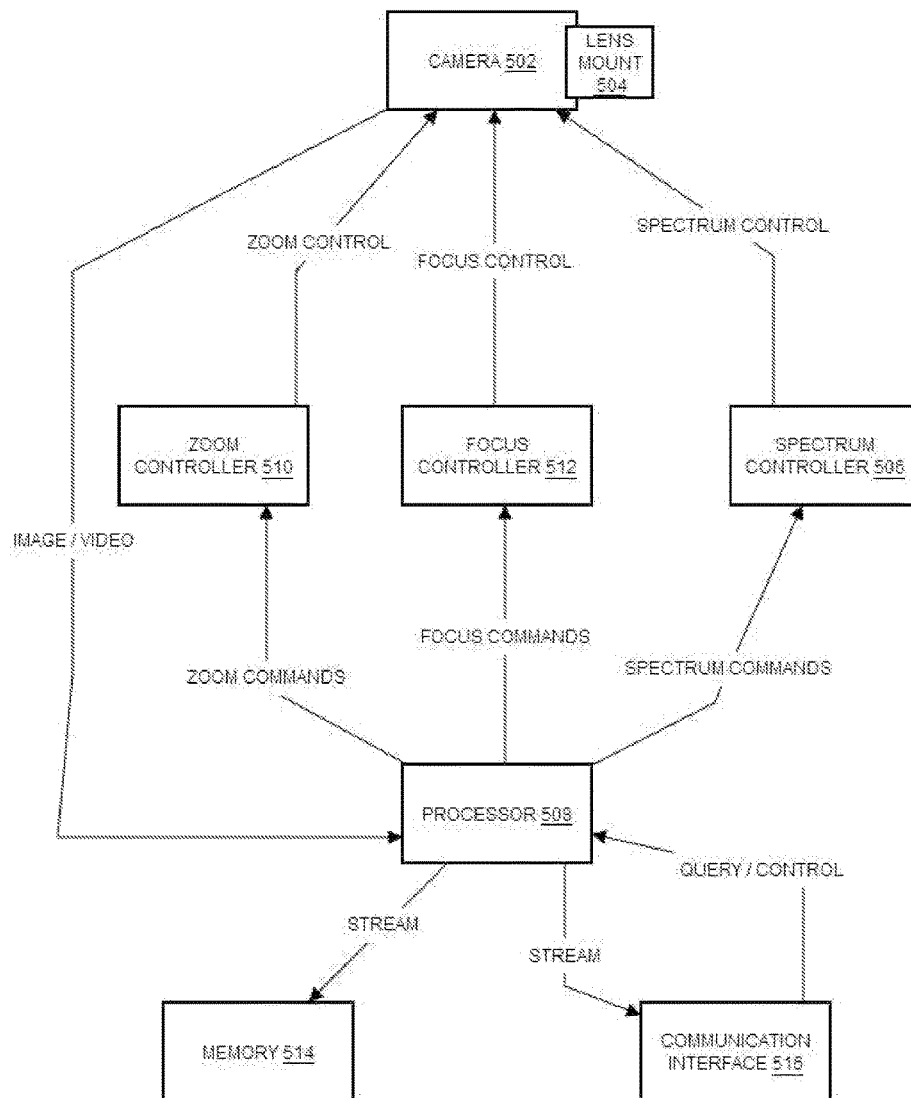 CAMERA 502
LENS
MOUNT
504
ZOOM CONTROL
FOCUS CONTROL
SPECTRUM CONTROL
ZOOM
CONTROLLER 510
FOCUS
CONTROLLER 512
SPECTRUM
CONTROLLER 506
IMAGE / VIDEO
ZOOM COMMANDS
FOCUS COMMANDS
SPECTRUM COMMANDS
PROCESSOR 508
QUERY / CONTROL
STREAM
STREAM
MEMORY 514
COMMUNICATION
INTERFACE 516